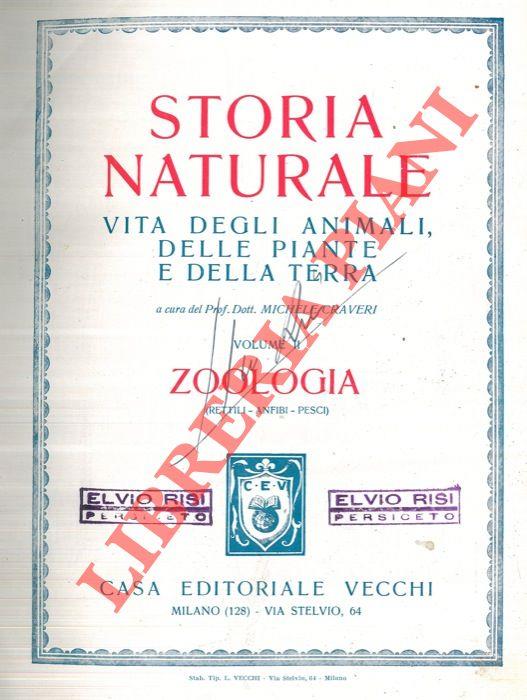 STORIA
NATURALE
VITA DEGLI ANIMALI,
DELLE PIANTE
E DELLA TERRA
a cura del Prof. Dott. MICHELE CRAVERI
VOLUME II
ZOOLOGIA
(RETTILI - ANFIBI - PESCI)
C·E·V
ELVIO RISI
PERSICETO
ELVIO RISI
PERSICETO
CASA EDITORIALE VECCHI
MILANO (128) - VIA STELVIO, 64
Stab. Tip. L. VECCHI - Via Stelvio, 64 - Milano
LIBRERIA PIANI